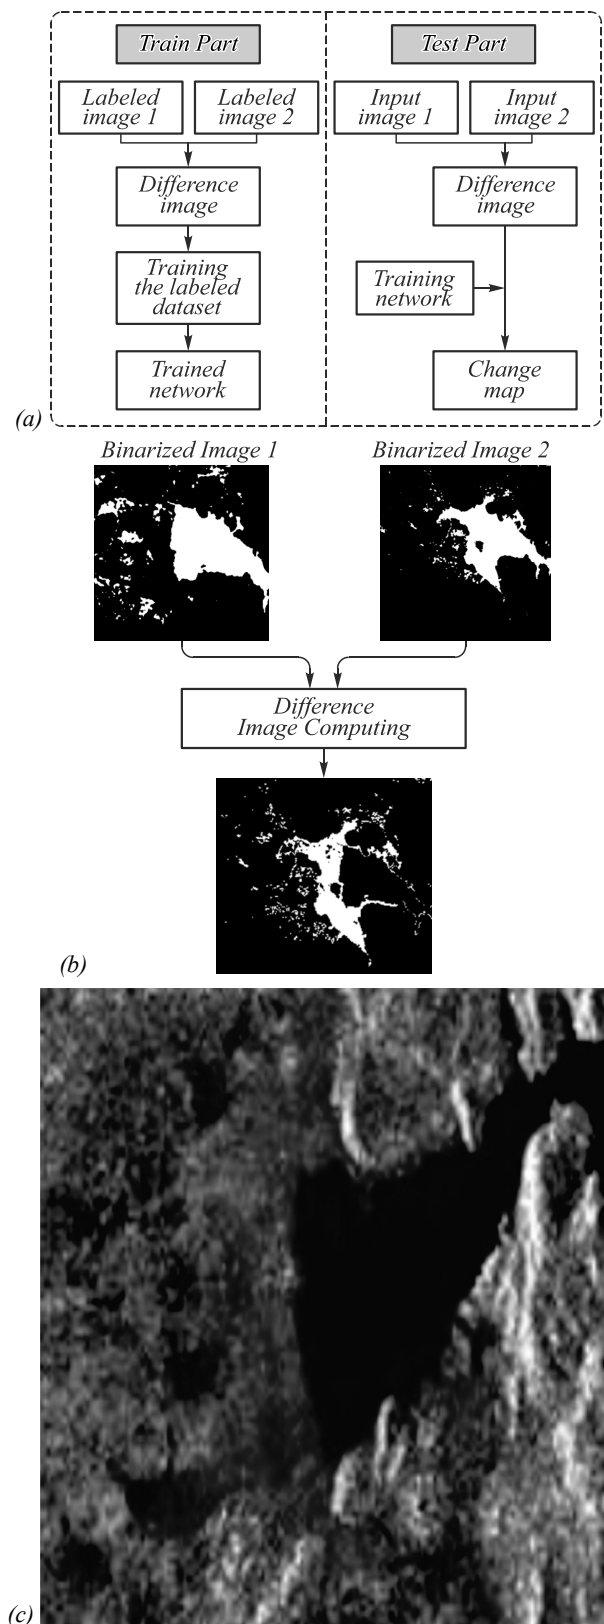 Train Part
Test Part
Labeled
image 1
Labeled
image 2
Input
image 1
Input
image 2
Difference
image
Difference
image
Training
the labeled
dataset
Training
network
Trained
network
Change
map
(a)
Binarized Image 1
Binarized Image 2
Difference
Image Computing
(b)
(c)